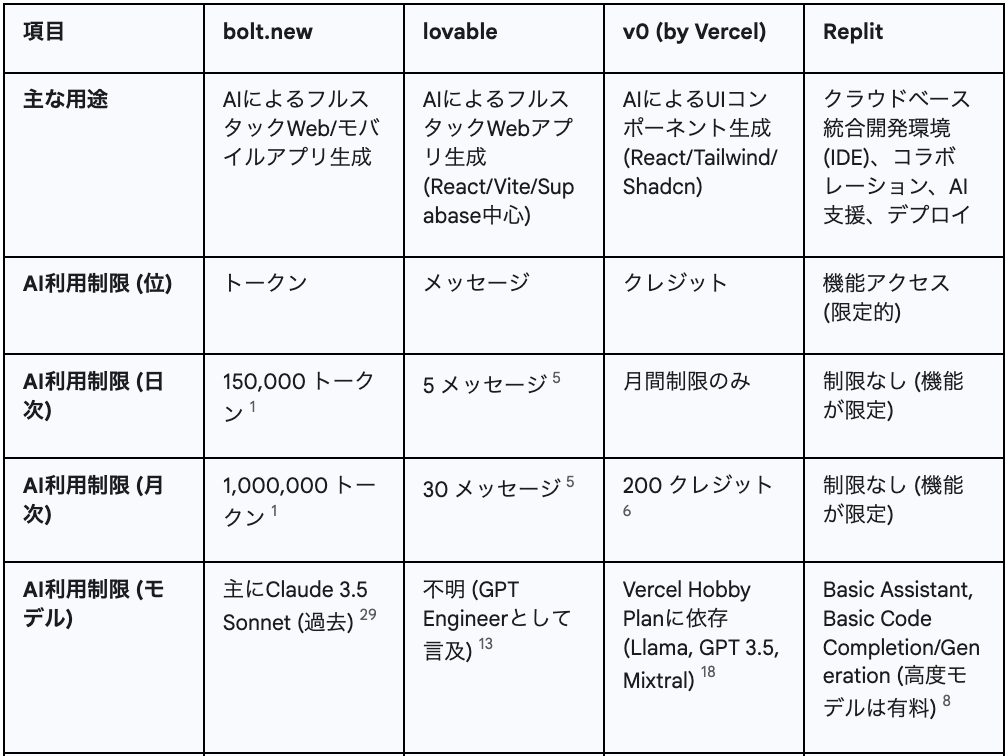 項目
bolt.new
lovable
v0 (by Vercel)
Replit
主な用途
AIによるフルス
タックWeb/モバ
イルアプリ生成
AIによるフルス
タックWebアプ
リ生成
(React/Vite/Sup
abase中心)
AIによるUIコン
ポーネント生成
(React/Tailwind/
Shadcn)
クラウドベース
統合開発環境
(IDE)、コラボ
レーション、AI
支援、デプロイ
AI利用制限 (位)
トークン
メッセージ
クレジット
機能アクセス
(限定的)
AI利用制限 (日
次)
150,000 トーク
ン 1
5 メッセージ 5
月間制限のみ
制限なし (機能
が限定)
AI利用制限 (月
次)
1,000,000 トー
クン 1
30 メッセージ 5
200 クレジット
6
制限なし (機能
が限定)
AI利用制限 (モ
デル)
主にClaude 3.5
Sonnet (過去) 29
不明 (GPT
Engineerとして
言及) 13
Vercel Hobby
Planに依存
(Llama, GPT 3.5,
Mixtral) 18
Basic Assistant,
Basic Code
Completion/Gen
eration (高度モ
デルは有料) 8